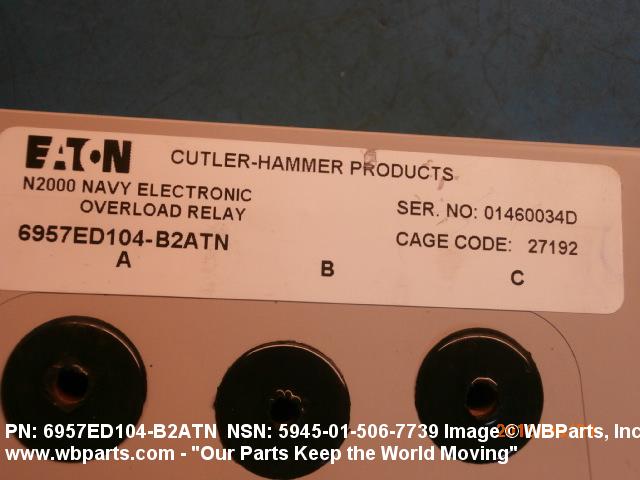 EATON CUTLER-HAMMER PRODUCTS
N2000 NAVY ELECTRONIC
OVERLOAD RELAY
SER. NO: 01460034D
6957ED104-B2ATN
CAGE CODE: 27192
A B C
PN: 6957ED104-B2ATN NSN: 5945-01-506-7739 Image © WBParts, Inc
www.wbparts.com - "Our Parts Keep the World Moving"